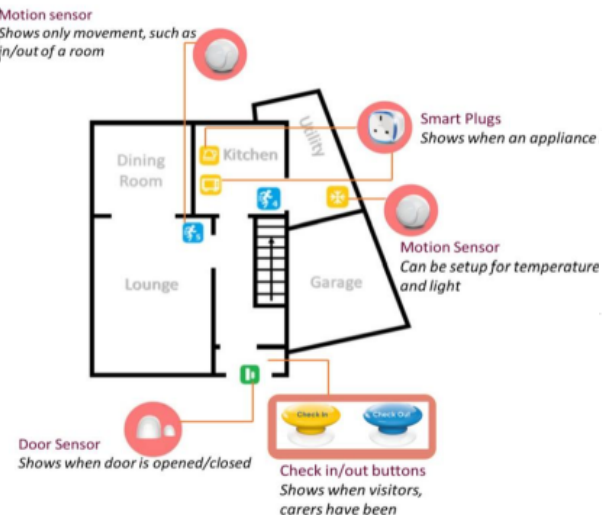 Motion sensor
Shows only movement, such as
in/out of a room
Smart Plugs
Shows when an appliance
Utility
Kitchen
Dining
Room
4
5
Motion Sensor
Can be setup for temperature
and light
Lounge
Garage
Check In
Check Out
Door Sensor
Shows when door is opened/closed
Check in/out buttons
Shows when visitors,
carers have been